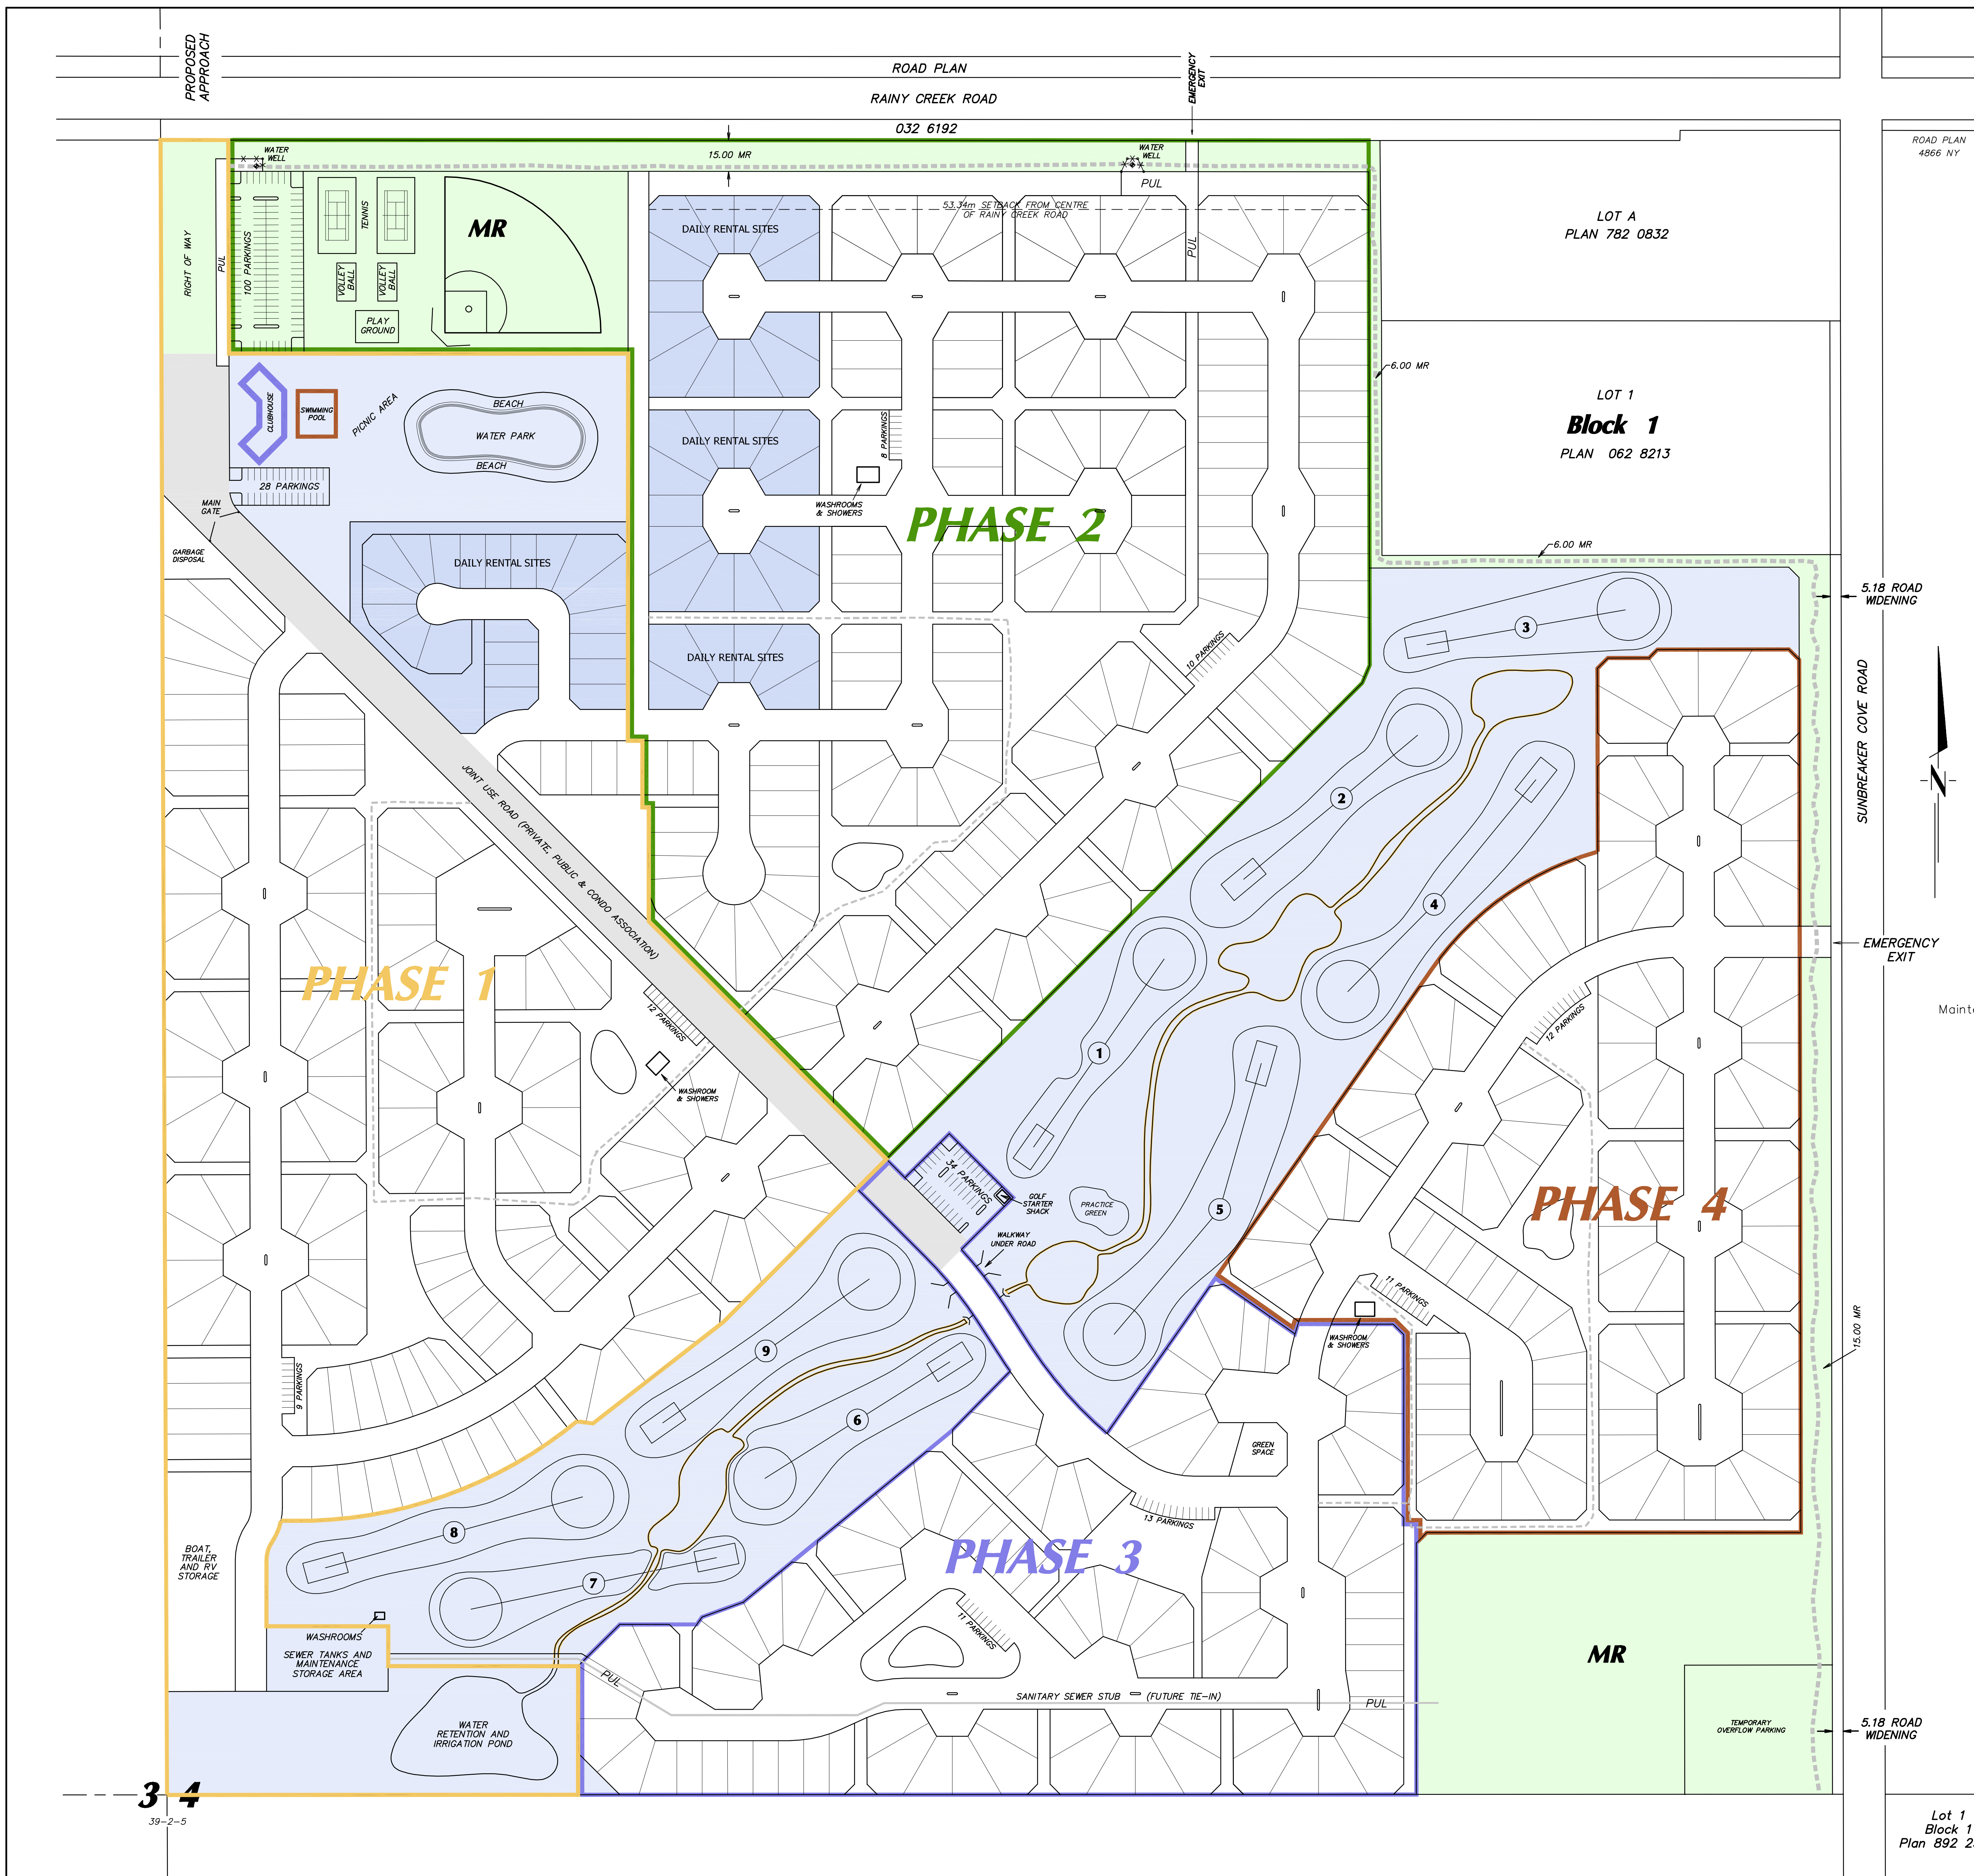 PROPOSED
APPROACH
ROAD PLAN
RAINY CREEK ROAD
032 6192
EMERGENCY
EXIT
ROAD PLAN
4866 NY
WATER
WELL
15.00 MR
WATER
WELL
PUL
RIGHT OF WAY
PUL
100 PARKINGS
TENNIS
MR
VOLLEY
BALL
VOLLEY
BALL
PLAY
GROUND
DAILY RENTAL SITES
53.34m SETBACK FROM CENTRE
OF RAINY CREEK ROAD
PUL
LOT A
PLAN 782 0832
6.00 MR
LOT 1
Block 1
PLAN 062 8213
6.00 MR
CLUBHOUSE
SWIMMING
POOL
PICNIC AREA
BEACH
WATER PARK
BEACH
28 PARKINGS
MAIN
GATE
GARBAGE
DISPOSAL
DAILY RENTAL SITES
8 PARKINGS
WASHROOMS
& SHOWERS
PHASE 2
DAILY RENTAL SITES
DAILY RENTAL SITES
10 PARKINGS
5.18 ROAD
WIDENING
SUNBREAKER COVE ROAD
N
3
2
4
1
5
JOINT USE ROAD (PRIVATE, PUBLIC & CONDO ASSOCIATION)
PHASE 1
12 PARKINGS
WASHROOM
& SHOWERS
EMERGENCY
EXIT
Mainte
12 PARKINGS
34 PARKINGS
GOLF
STARTER
SHACK
PRACTICE
GREEN
WALKWAY
UNDER ROAD
PHASE 4
11 PARKINGS
WASHROOM
& SHOWERS
15.00 MR
9 PARKINGS
9
6
8
7
GREEN
SPACE
13 PARKINGS
PHASE 3
11 PARKINGS
BOAT,
TRAILER
AND RV
STORAGE
WASHROOMS
SEWER TANKS AND
MAINTENANCE
STORAGE AREA
PUL
SANITARY SEWER STUB
(FUTURE TIE-IN)
PUL
WATER
RETENTION AND
IRRIGATION POND
MR
TEMPORARY
OVERFLOW PARKING
5.18 ROAD
WIDENING
3 4
39-2-5
Lot 1
Block 1
Plan 892